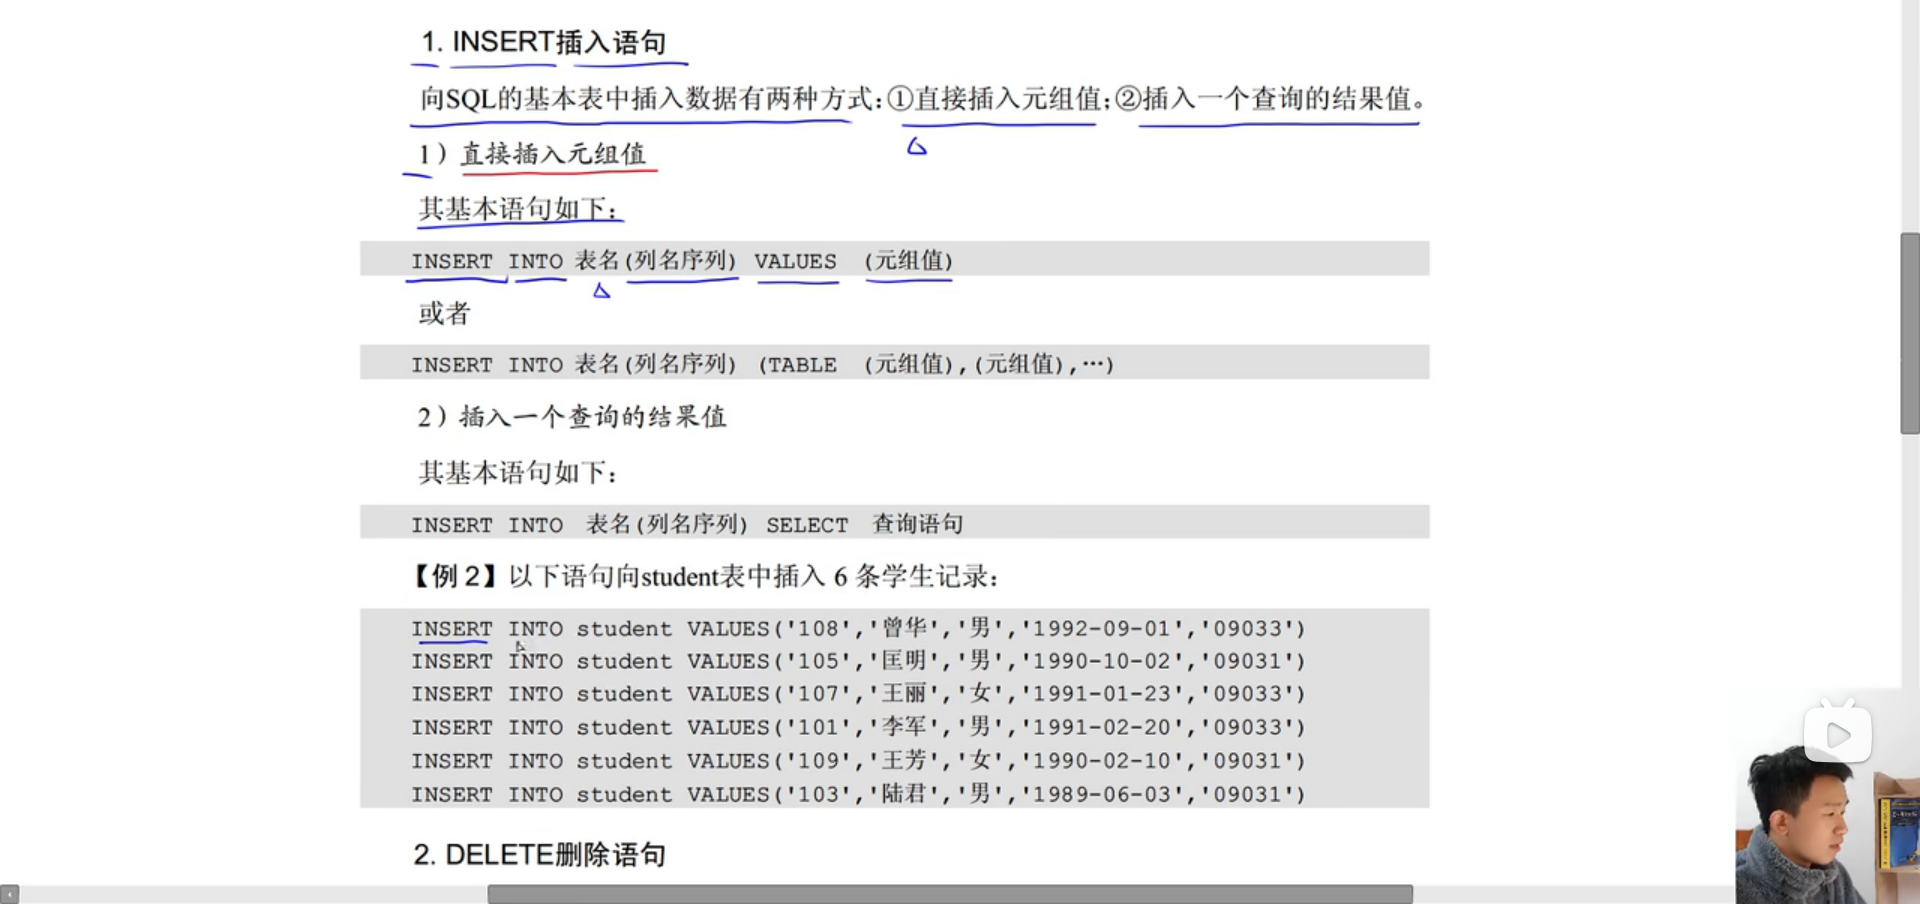 1. INSERT插入语句
向SQL的基本表中插入数据有两种方式:①直接插入元组值;②插入一个查询的结果值。
1）直接插入元组值
其基本语句如下:
INSERT INTO 表名(列名序列) VALUES (元组值)
或者
INSERT INTO 表名(列名序列) (TABLE (元组值),(元组值),…)
2）插入一个查询的结果值
其基本语句如下:
INSERT INTO 表名(列名序列) SELECT 查询语句
【例 2】以下语句向student表中插入 6 条学生记录:
INSERT INTO student VALUES('108','曾华','男','1992-09-01','09033')
INSERT INTO student VALUES('105','匡明','男','1990-10-02','09031')
INSERT INTO student VALUES('107','王丽','女','1991-01-23','09033')
INSERT INTO student VALUES('101','李军','男','1991-02-20','09033')
INSERT INTO student VALUES('109','王芳','女','1990-02-10','09031')
INSERT INTO student VALUES('103','陆君','男','1989-06-03','09031')
2. DELETE删除语句